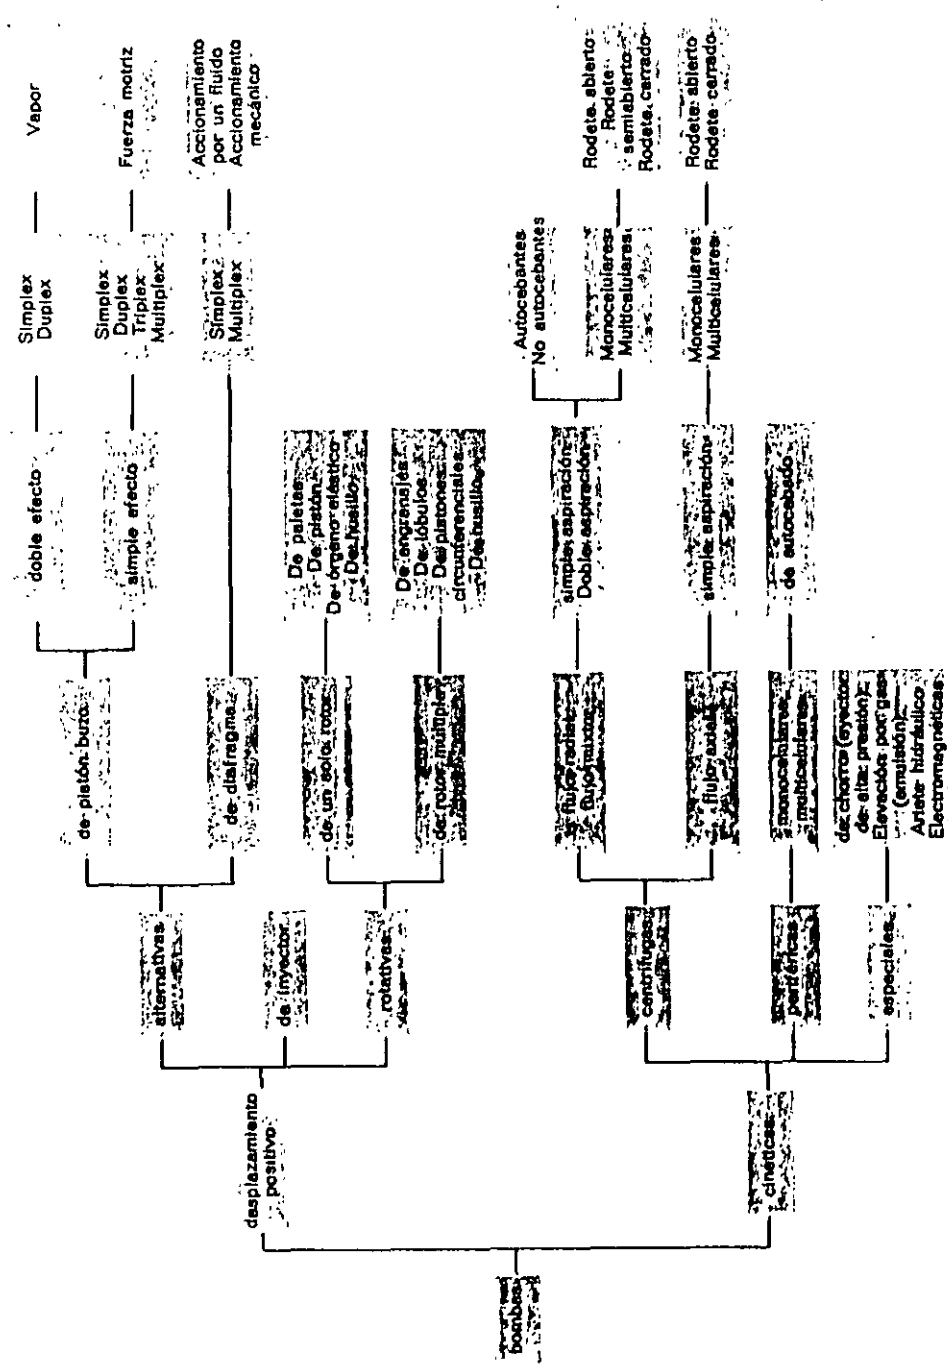 bombas
desplazamiento
positivo
cinéticas
alternativas
de inyector
rotativas
centrífugas
periféricas
especiales
de pistón buzo
de diafragma
de un solo rotor
de rotor múltiple
flujo radial
flujo mixto
flujo axial
monocelulares
multicelulares
de chorro (eyector
de alta presión)
Elevación por gas
(emulsión)
Ariete hidráulico
Electromagnéticas
doble efecto
simple efecto
De paletas
De pistón
De órgano elástico
De husillo
De engranajes
De lóbulos
De pistones
circunferenciales
De husillo
simple aspiración
Doble aspiración
simple aspiración
de autocebado
Simplex
Duplex
Simplex
Duplex
Triplex
Multiplex
Simplex
Multiplex
Autocebantes
No autocebantes
Monocelulares
Multicelulares
Monocelulares
Multicelulares
Vapor
Fuerza motriz
Accionamiento
por un fluido
Accionamiento
mecánico
Rodete abierto
Rodete
semiabierto
Rodete cerrado
Rodete abierto
Rodete cerrado